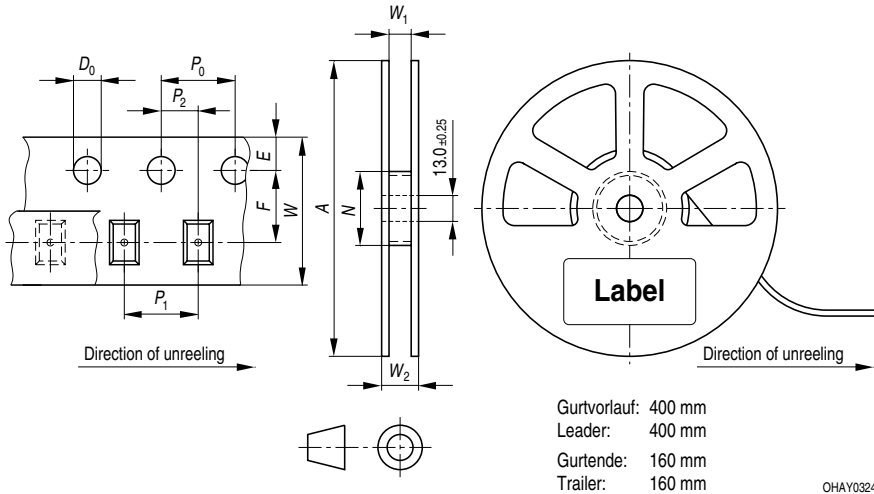 W₁
D₀
P₀
P₂
E
F
W
A
N
13.0±0.25
Label
P₁
Direction of unreeling
W₂
Direction of unreeling
Gurtvorlauf: 400 mm
Leader: 400 mm
Gurtende: 160 mm
Trailer: 160 mm
OHAY0324